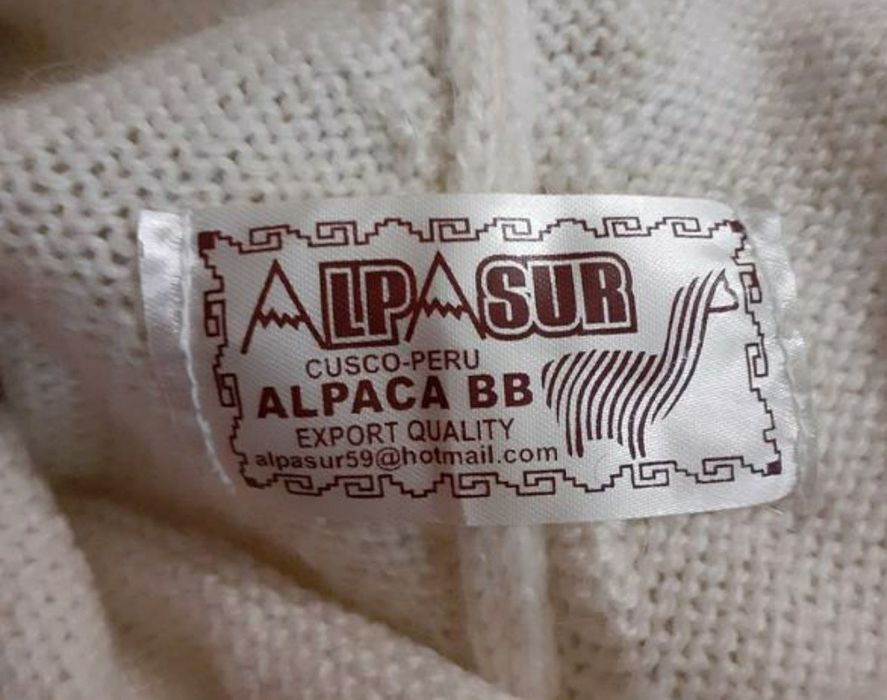 ALPASUR
CUSCO-PERU
ALPACA BB
EXPORT QUALITY
alpasur59@hotmail.com